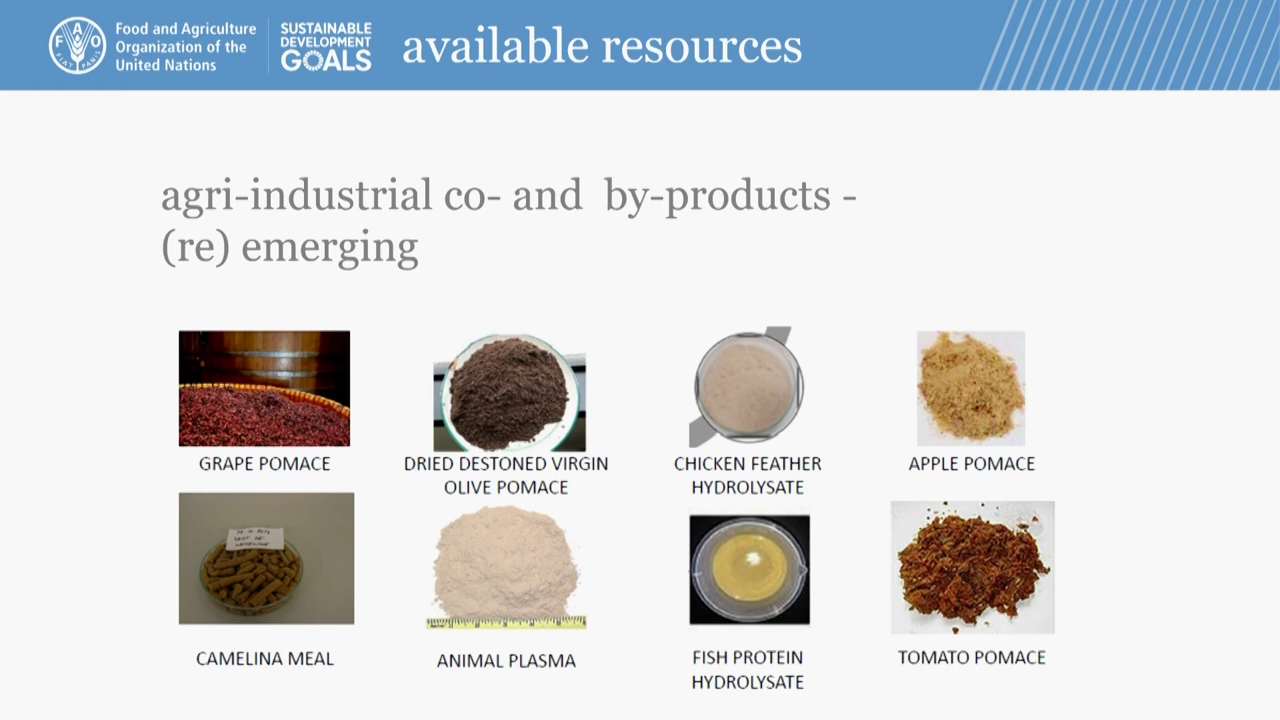 Food and Agriculture
Organization of the
United Nations
SUSTAINABLE
DEVELOPMENT
GOALS
available resources
F A O
FIAT PANIS
agri-industrial co- and by-products -
(re) emerging
GRAPE POMACE
DRIED DESTONED VIRGIN
OLIVE POMACE
CHICKEN FEATHER
HYDROLYSATE
APPLE POMACE
CAMELINA MEAL
ANIMAL PLASMA
FISH PROTEIN
HYDROLYSATE
TOMATO POMACE